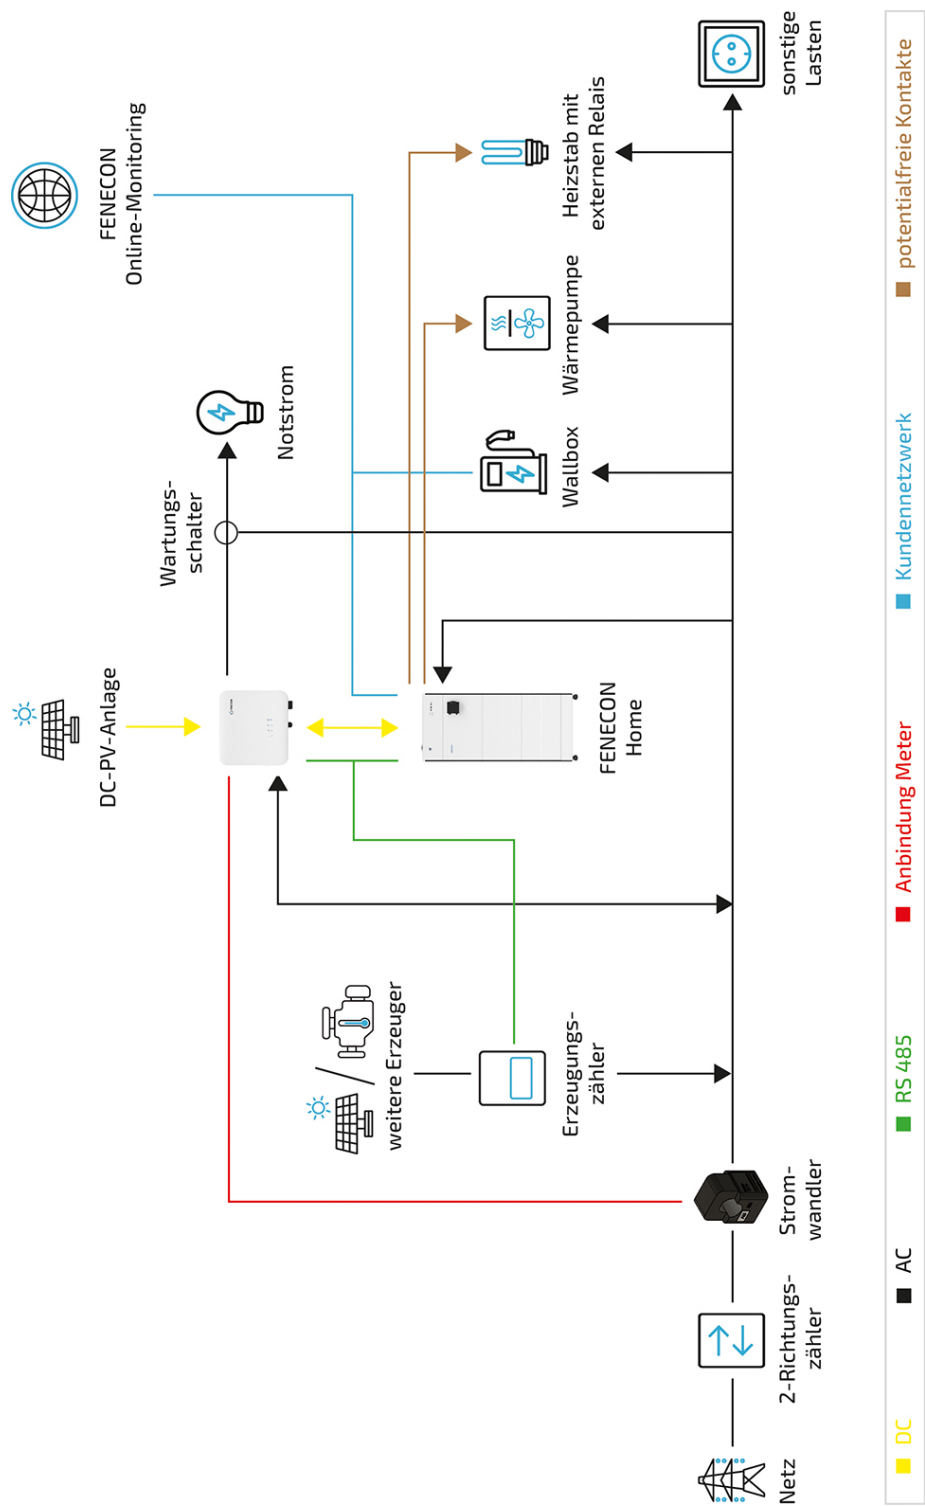 FENECON
Online-Monitoring
DC-PV-Anlage
Wartungs-
schalter
Notstrom
weitere Erzeuger
Erzeugungs-
zähler
FENECON
Home
Wallbox
Wärmepumpe
Heizstab mit
externen Relais
Netz
2-Richtungs-
zähler
Strom-
wandler
sonstige
Lasten
DC
AC
RS 485
Anbindung Meter
Kundennetzwerk
potentialfreie Kontakte